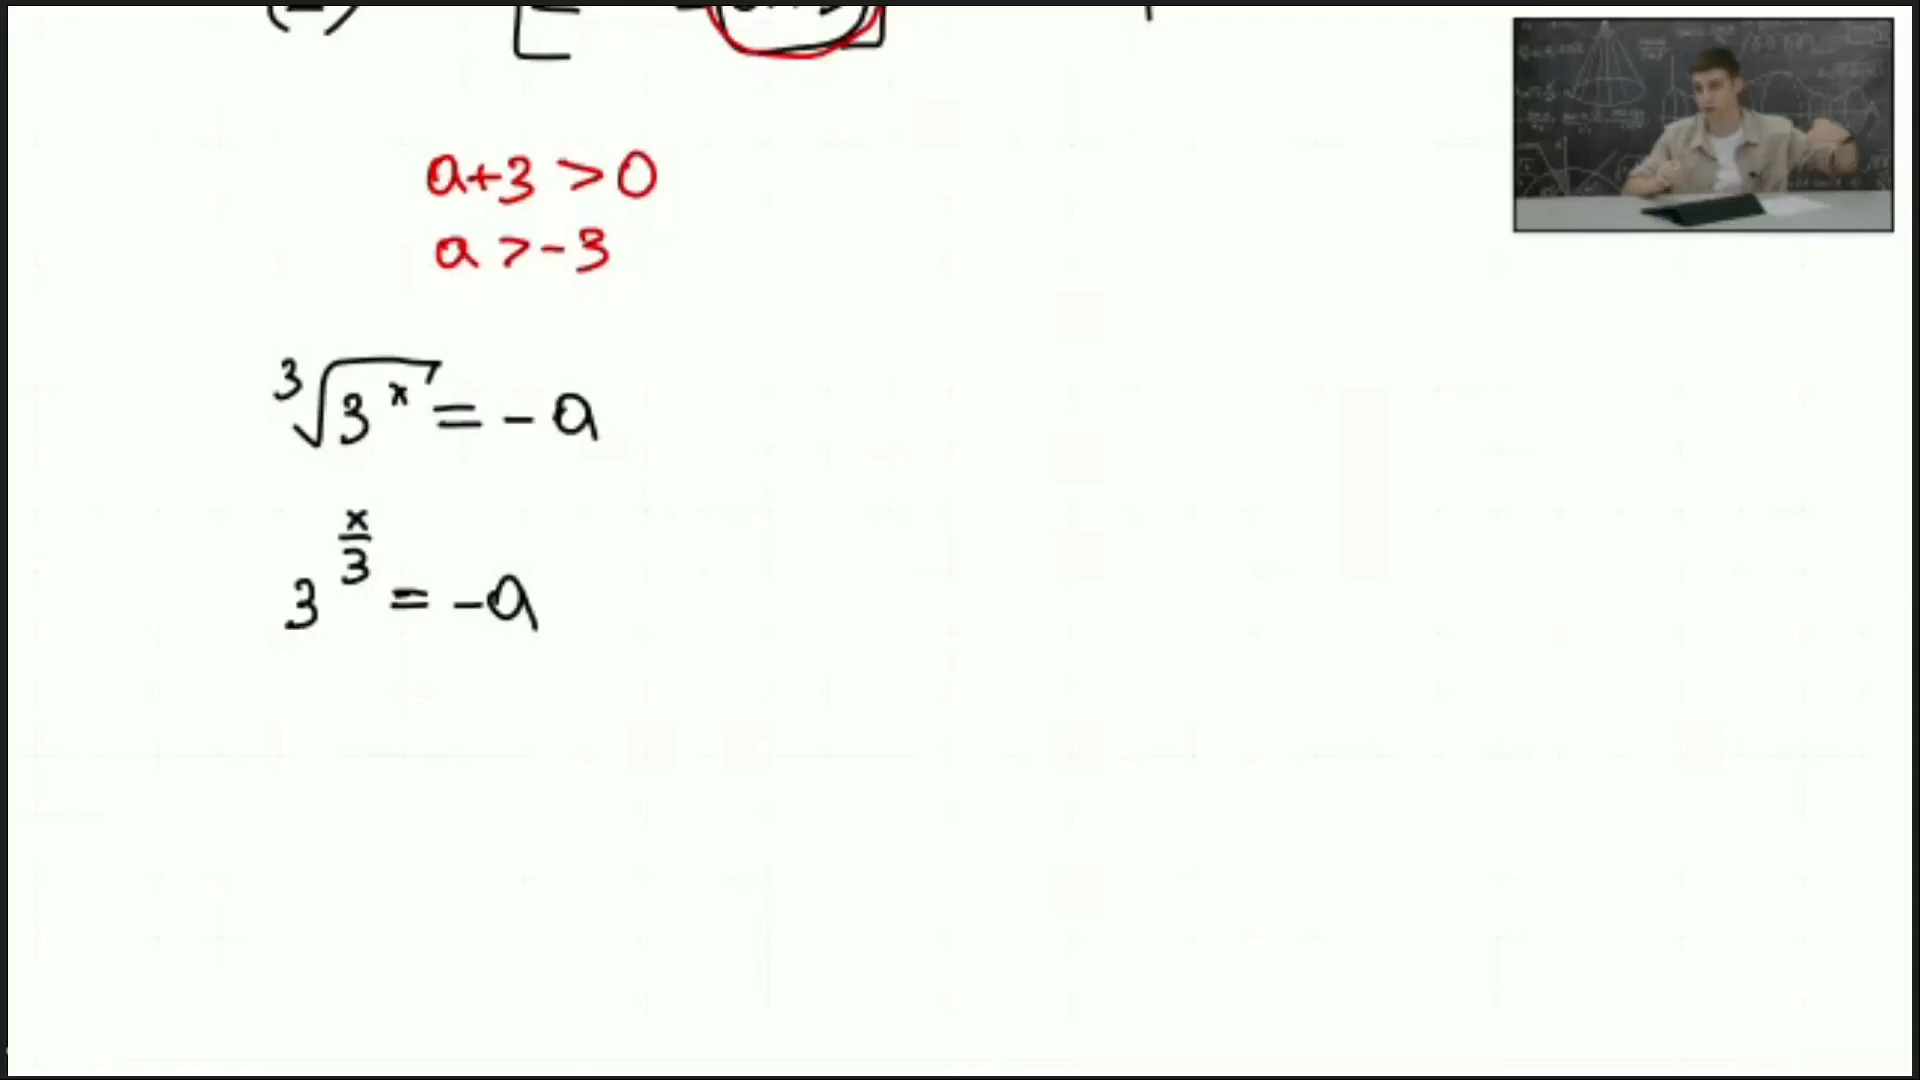 a+3 >0
a >-3
∛(3^x) = -a
3^(x/3) = -a